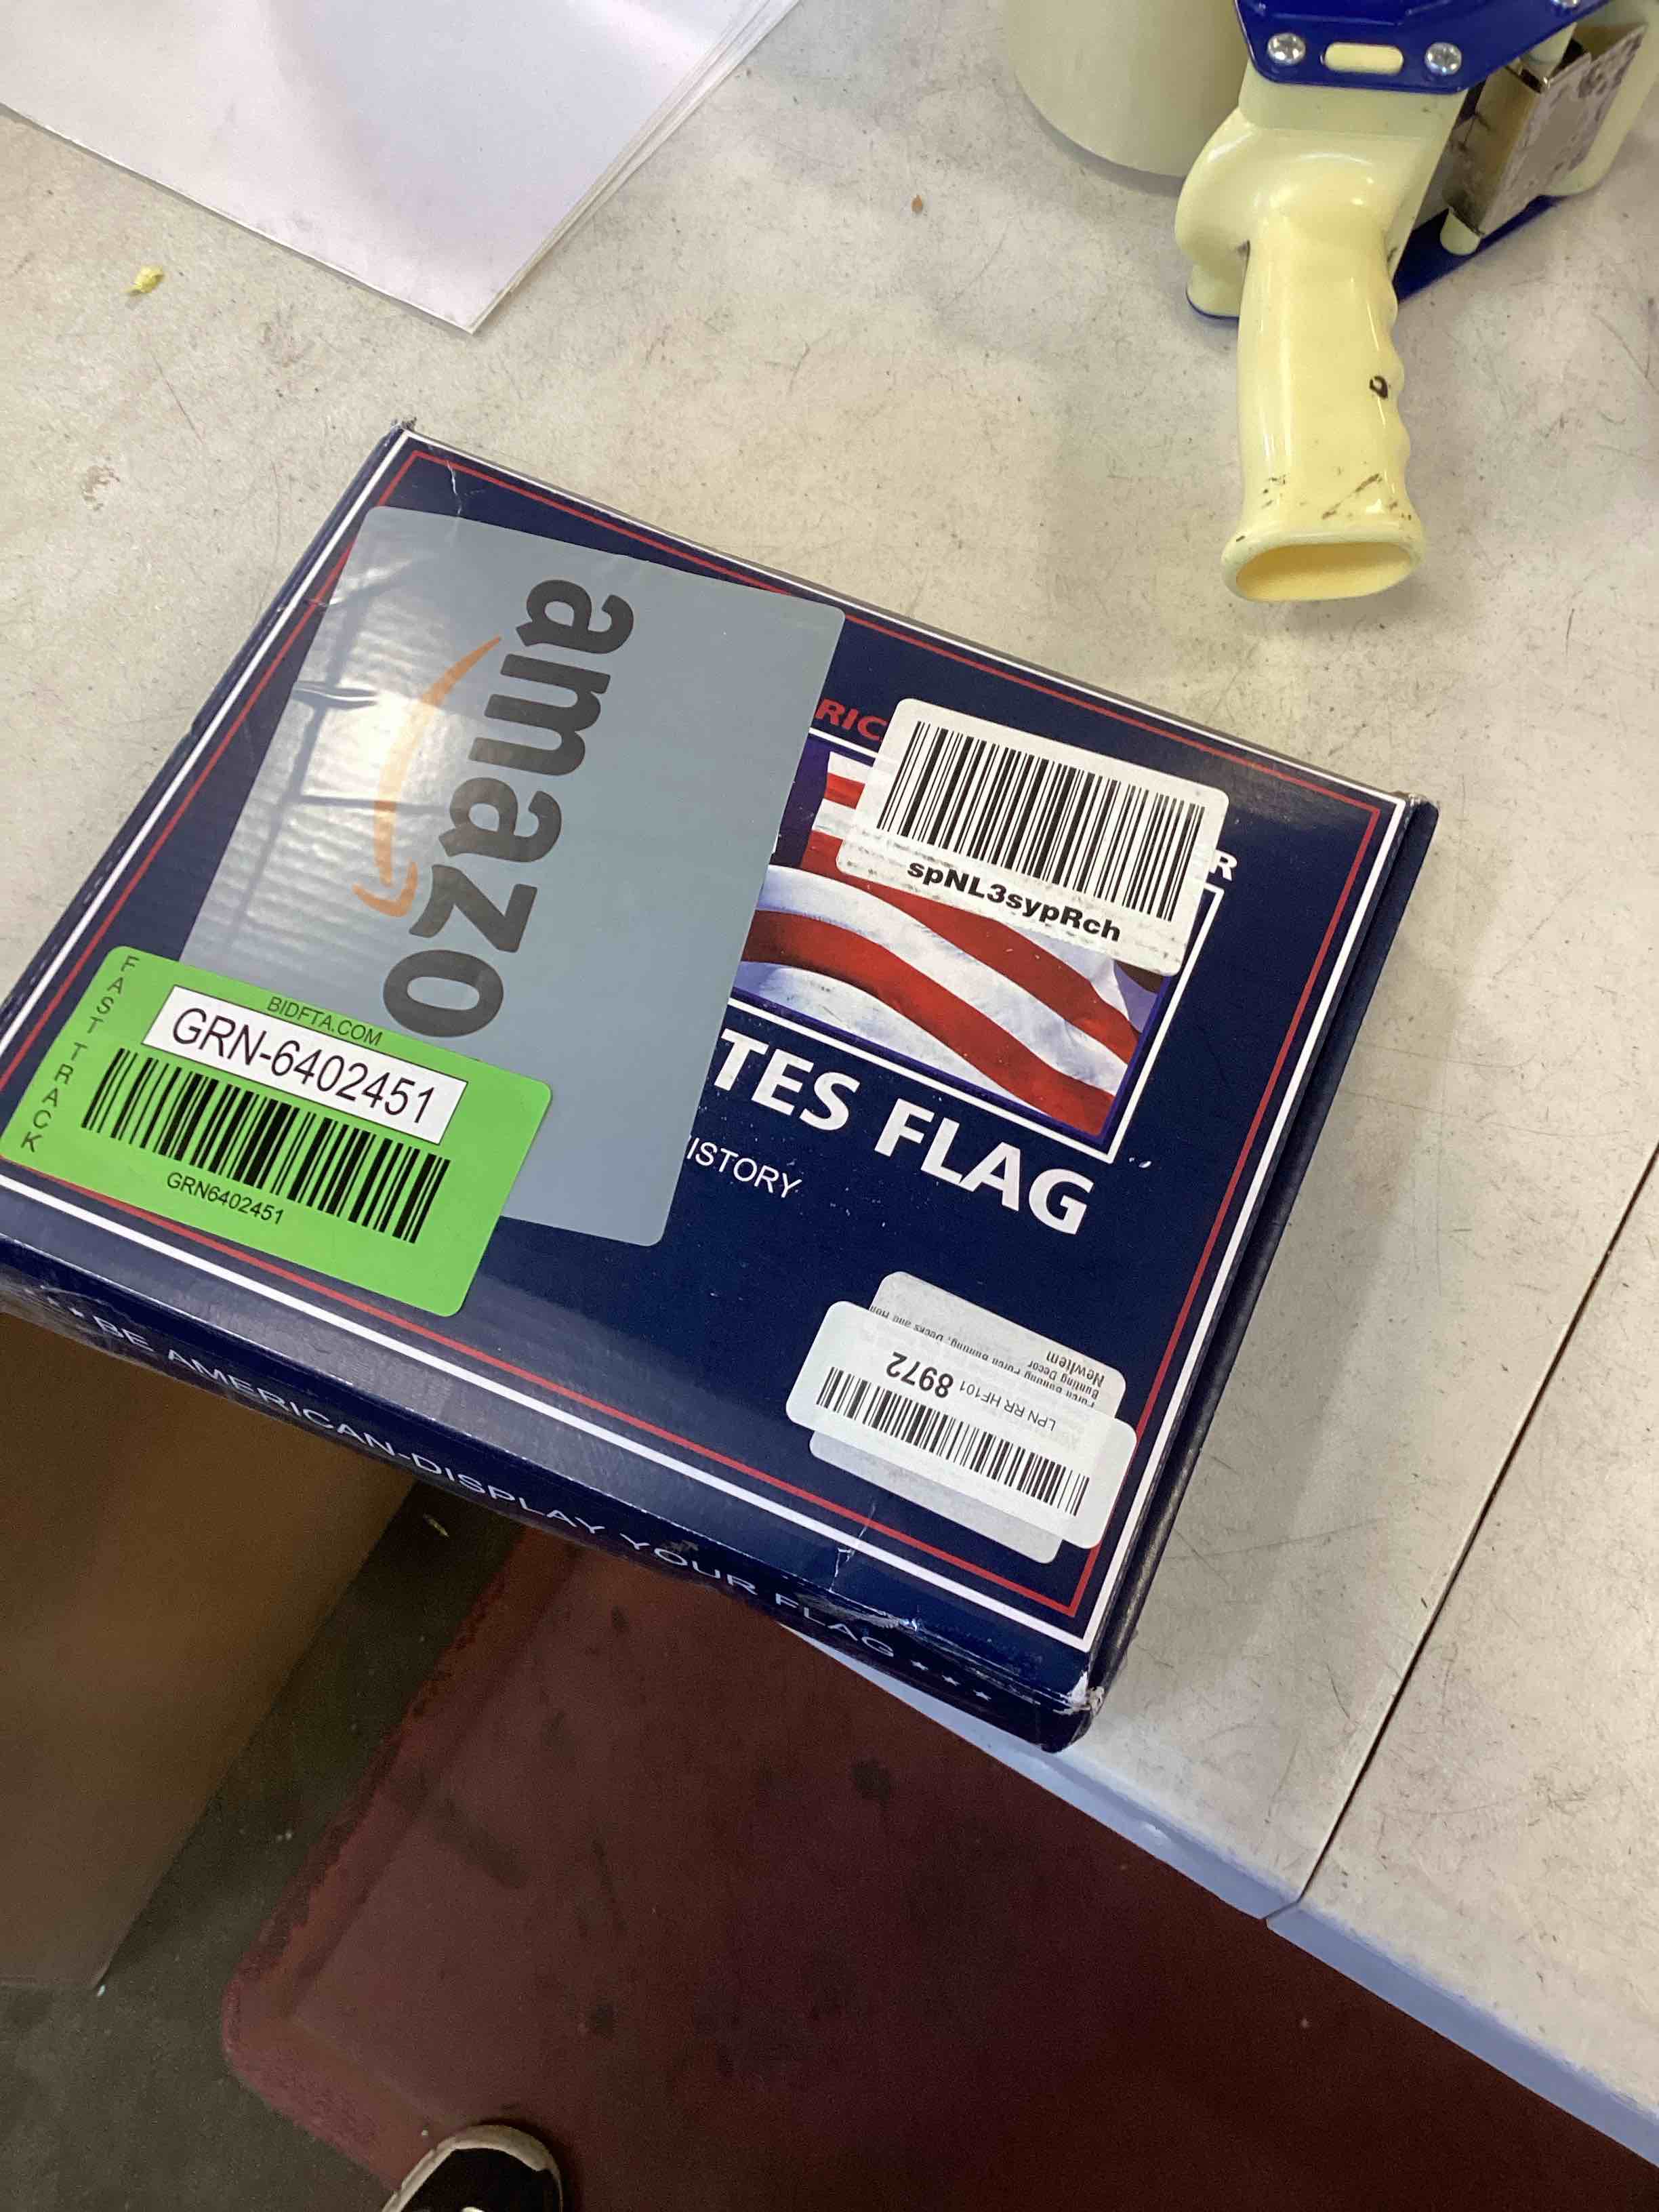 amazo
RIC
R
spNL3sypRch
FAST TRACK
BIDFTA.COM
GRN-6402451
GRN6402451
TES FLAG
ISTORY
NewItem
Bunting Decor
LPN RR HF101 8972
BE AMERICAN-DISPLAY YOUR FLAG